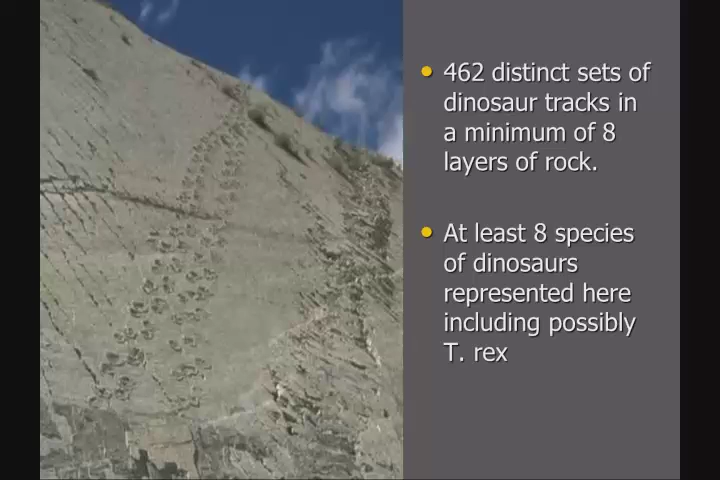 462 distinct sets of
dinosaur tracks in
a minimum of 8
layers of rock.
At least 8 species
of dinosaurs
represented here
including possibly
T. rex